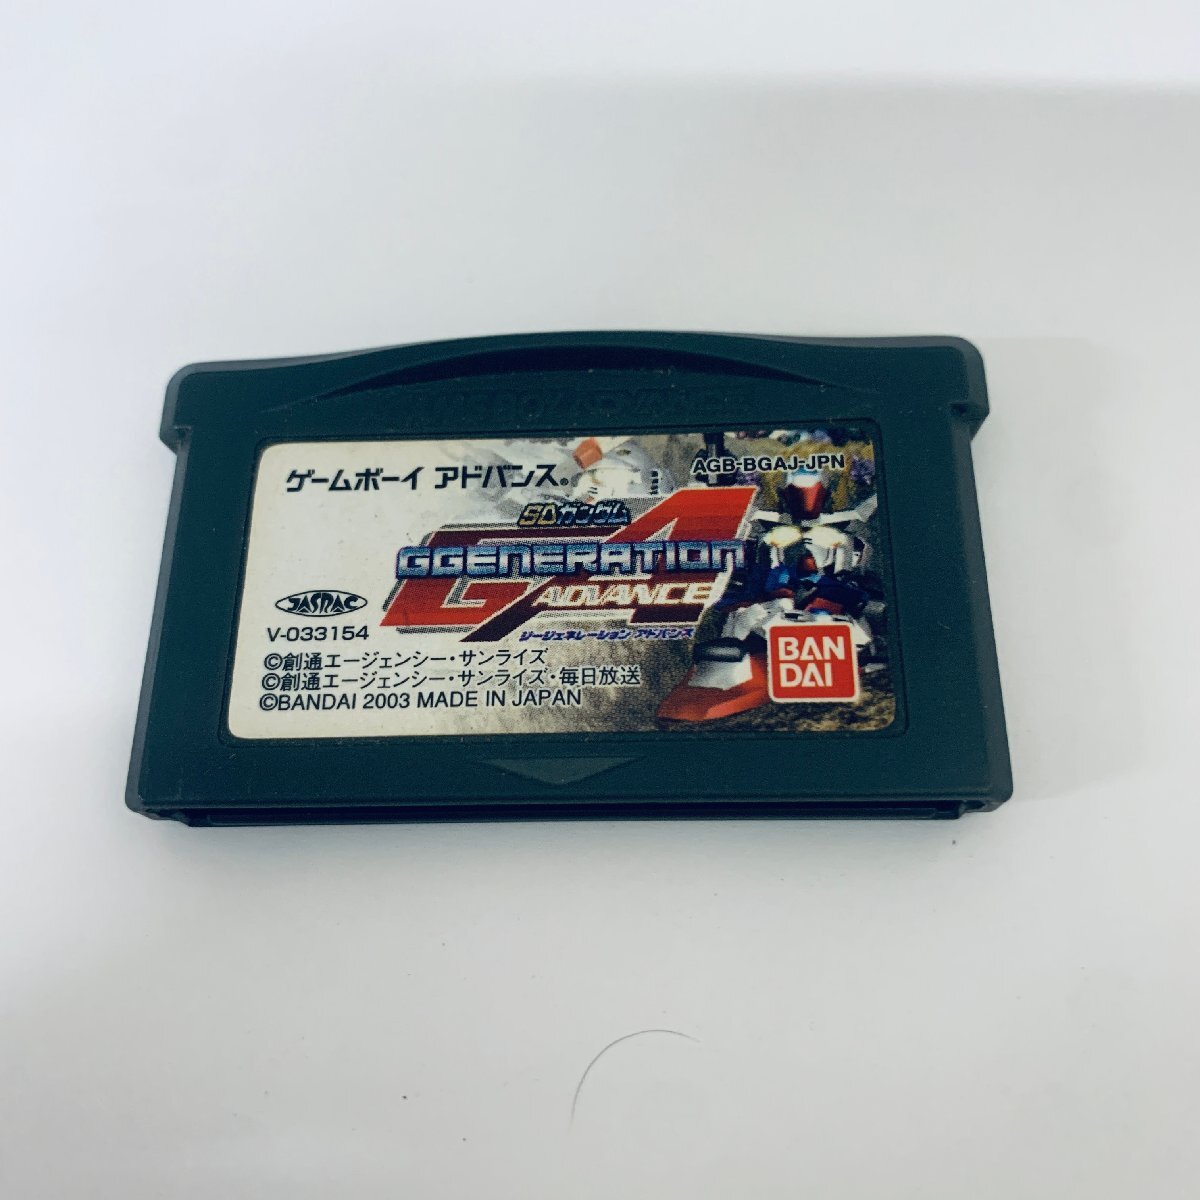 ゲームボーイ アドバンス®
AGB-BGAJ-JPN
SDガンダム
GGENERATION
GA
ADVANCE
ジージェネレーション アドバンス
JASRAC
V-033154
©創通エージェンシー・サンライズ
©創通エージェンシー・サンライズ・毎日放送
©BANDAI 2003 MADE IN JAPAN
BAN
DAI